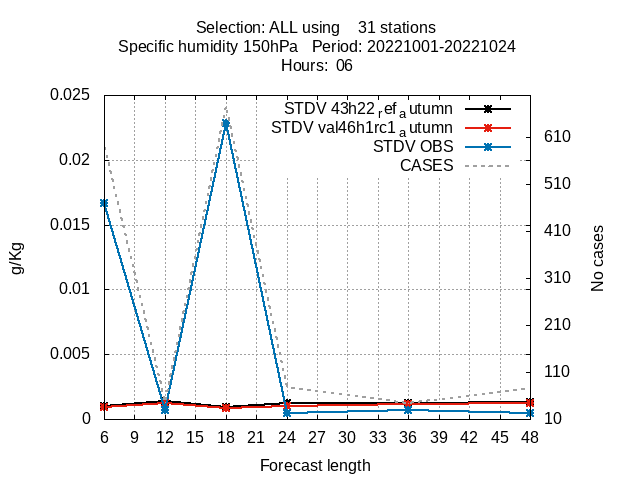 Selection: ALL using    31 stations
Specific humidity 150hPa   Period: 20221001-20221024
Hours:  06
STDV 43h22_ref_autumn
STDV val46h1rc1_autumn
STDV OBS
CASES
0.025
0.02
0.015
0.01
0.005
0
g/Kg
610
510
410
310
210
110
10
No cases
6 9 12 15 18 21 24 27 30 33 36 39 42 45 48
Forecast length